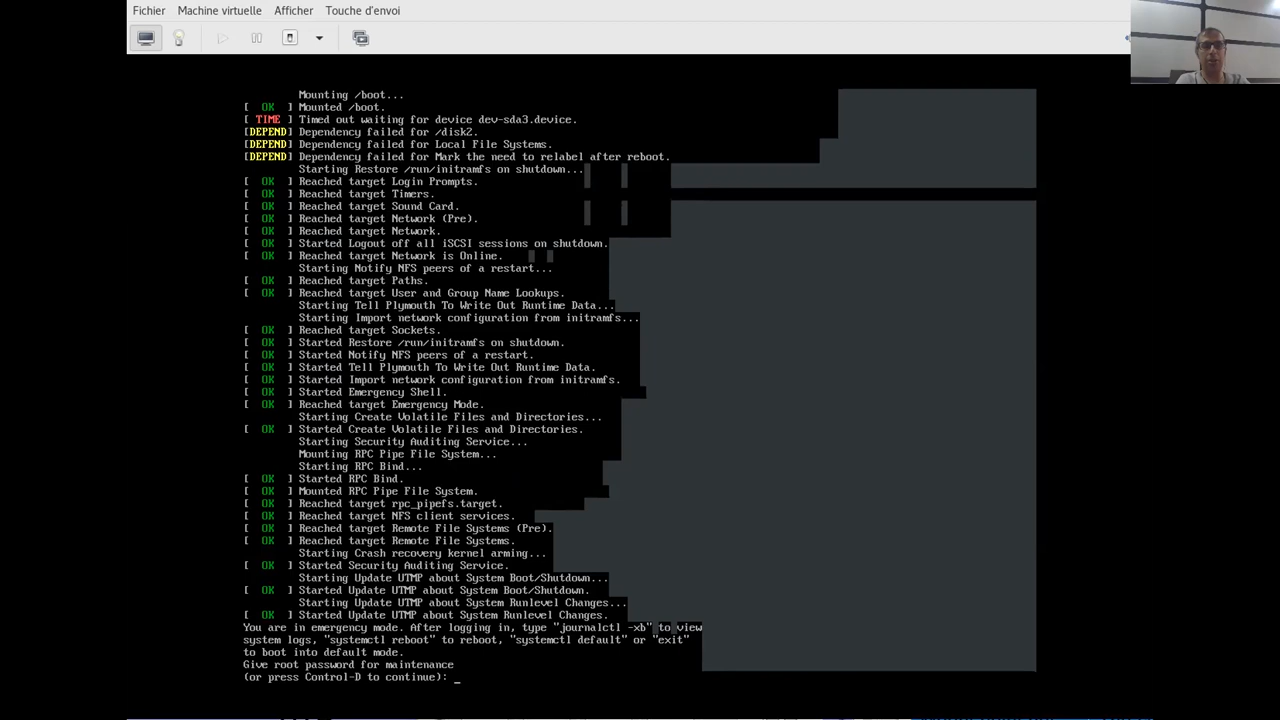 Fichier Machine virtuelle Afficher Touche d'envoi
Mounting /boot...
[ OK ] Mounted /boot.
[ TIME ] Timed out waiting for device dev-sda3.device.
[DEPEND] Dependency failed for /disk2.
[DEPEND] Dependency failed for Local File Systems.
[DEPEND] Dependency failed for Mark the need to relabel after reboot.
Starting Restore /run/initramfs on shutdown...
[ OK ] Reached target Login Prompts.
[ OK ] Reached target Timers.
[ OK ] Reached target Sound Card.
[ OK ] Reached target Network (Pre).
[ OK ] Reached target Network.
[ OK ] Started Logout off all iSCSI sessions on shutdown.
[ OK ] Reached target Network is Online.
Starting Notify NFS peers of a restart...
[ OK ] Reached target Paths.
[ OK ] Reached target User and Group Name Lookups.
Starting Tell Plymouth To Write Out Runtime Data...
Starting Import network configuration from initramfs...
[ OK ] Reached target Sockets.
[ OK ] Started Restore /run/initramfs on shutdown.
[ OK ] Started Notify NFS peers of a restart.
[ OK ] Started Tell Plymouth To Write Out Runtime Data.
[ OK ] Started Import network configuration from initramfs.
[ OK ] Started Emergency Shell.
[ OK ] Reached target Emergency Mode.
Starting Create Volatile Files and Directories...
[ OK ] Started Create Volatile Files and Directories.
Starting Security Auditing Service...
Mounting RPC Pipe File System...
Starting RPC Bind...
[ OK ] Started RPC Bind.
[ OK ] Mounted RPC Pipe File System.
[ OK ] Reached target rpc_pipefs.target.
[ OK ] Reached target NFS client services.
[ OK ] Reached target Remote File Systems (Pre).
[ OK ] Reached target Remote File Systems.
Starting Crash recovery kernel arming...
[ OK ] Started Security Auditing Service.
Starting Update UTMP about System Boot/Shutdown...
[ OK ] Started Update UTMP about System Boot/Shutdown.
Starting Update UTMP about System Runlevel Changes...
[ OK ] Started Update UTMP about System Runlevel Changes.
You are in emergency mode. After logging in, type "journalctl -xb" to view
system logs, "systemctl reboot" to reboot, "systemctl default" or "exit"
to boot into default mode.
Give root password for maintenance
(or press Control-D to continue): _